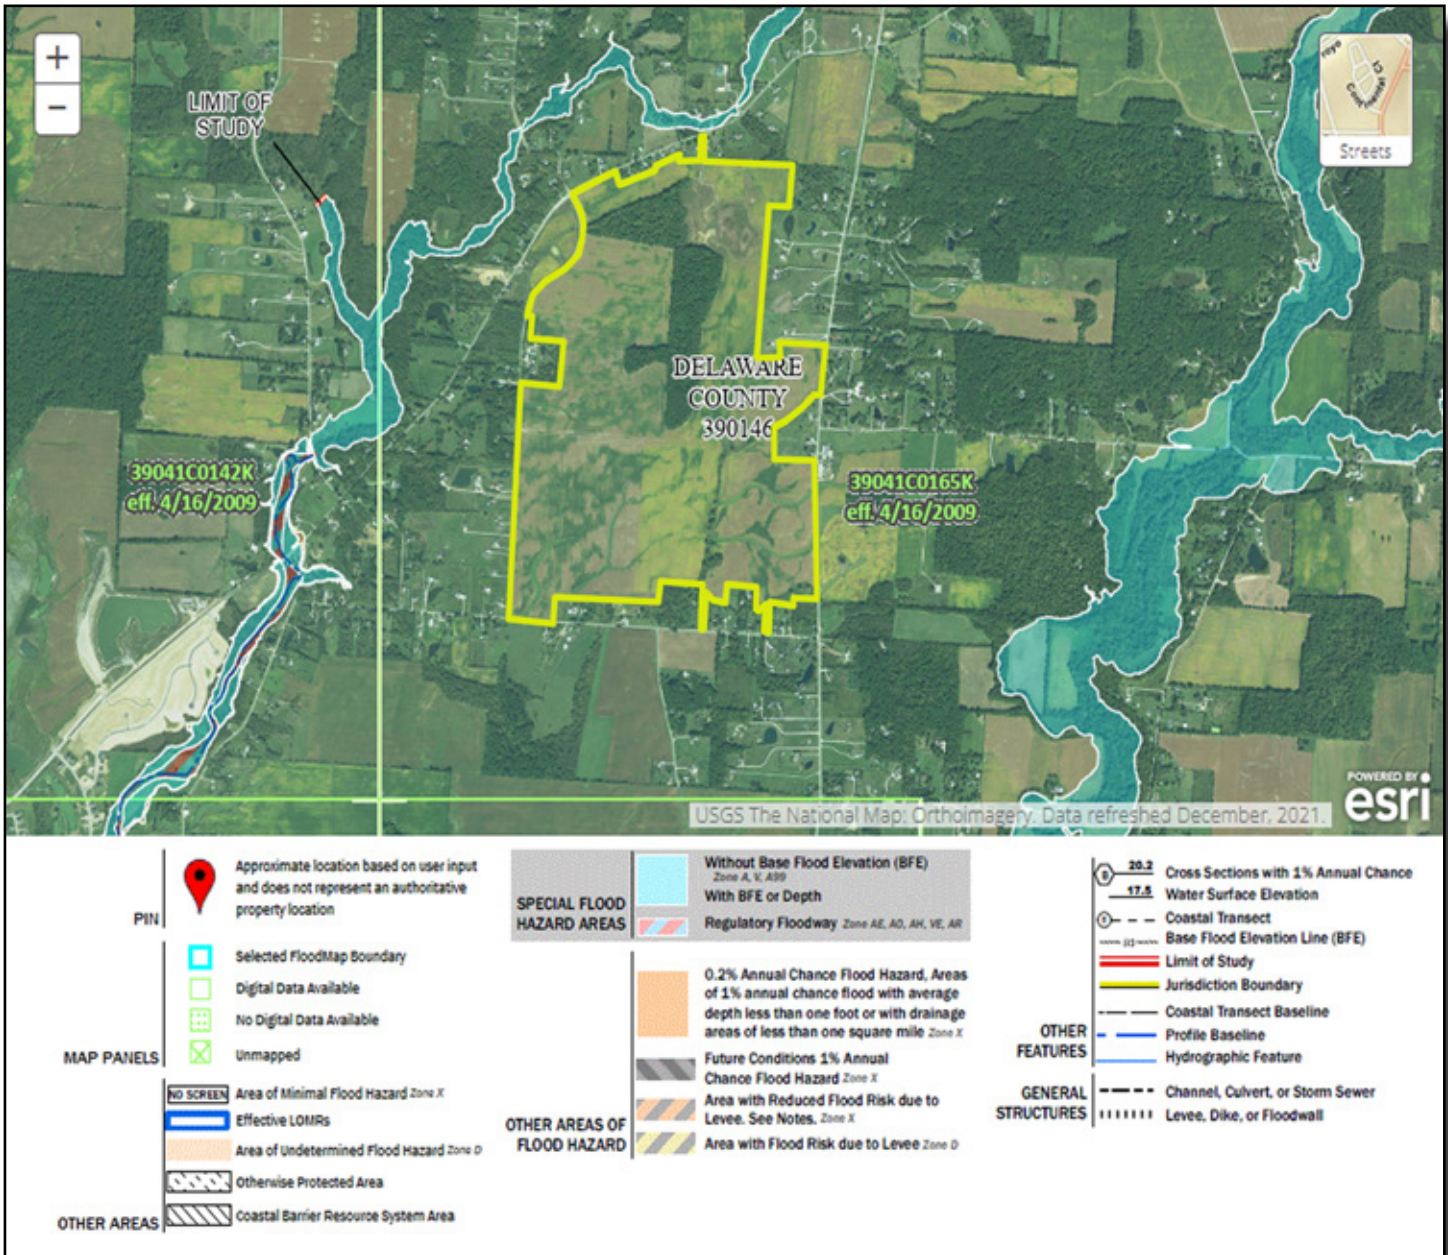 +
−
LIMIT OF
STUDY
Streets
DELAWARE
COUNTY
390146
39041C0142K
eff. 4/16/2009
39041C0165K
eff. 4/16/2009
POWERED BY
esri
USGS The National Map: Orthoimagery. Data refreshed December, 2021.
PIN
Approximate location based on user input
and does not represent an authoritative
property location
MAP PANELS
Selected FloodMap Boundary
Digital Data Available
No Digital Data Available
Unmapped
OTHER AREAS
NO SCREEN Area of Minimal Flood Hazard Zone X
Effective LOMRs
Area of Undetermined Flood Hazard Zone D
Otherwise Protected Area
Coastal Barrier Resource System Area
SPECIAL FLOOD
HAZARD AREAS
Without Base Flood Elevation (BFE)
Zone A, V, A99
With BFE or Depth
Regulatory Floodway Zone AE, AO, AH, VE, AR
OTHER AREAS OF
FLOOD HAZARD
0.2% Annual Chance Flood Hazard, Areas
of 1% annual chance flood with average
depth less than one foot or with drainage
areas of less than one square mile Zone X
Future Conditions 1% Annual
Chance Flood Hazard Zone X
Area with Reduced Flood Risk due to
Levee. See Notes. Zone X
Area with Flood Risk due to Levee Zone D
OTHER
FEATURES
20.2 Cross Sections with 1% Annual Chance
17.5 Water Surface Elevation
Coastal Transect
Base Flood Elevation Line (BFE)
Limit of Study
Jurisdiction Boundary
Coastal Transect Baseline
Profile Baseline
Hydrographic Feature
GENERAL
STRUCTURES
Channel, Culvert, or Storm Sewer
Levee, Dike, or Floodwall